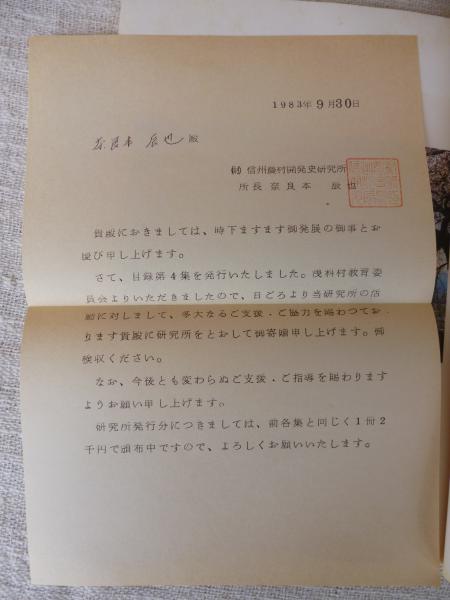 1983年9月30日
奈良本 辰也 殿
㈶ 信州農村開発史研究所
所長 奈良本 辰也
貴殿におきましては、時下ますます御発展の御事とお
慶び申し上げます。
さて、目録第4集を発行いたしました。浅科村教育委
員会よりいただきましたので、日ごろより当研究所の活
動に対しまして、多大なるご支援・ご協力を賜わつてお
ります貴殿に研究所をとおして御寄贈申し上げます。御
検収ください。
なお、今後とも変わらぬご支援・ご指導を賜わります
ようお願い申し上げます。
研究所発行分につきましては、前各集と同じく1冊2
千円で頒布中ですので、よろしくお願いいたします。